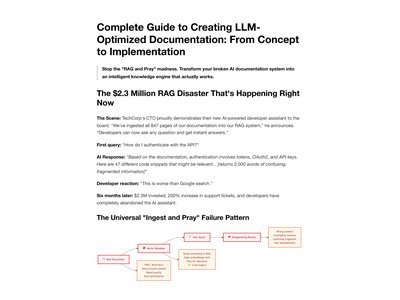 Complete Guide to Creating LLM-
Optimized Documentation: From Concept
to Implementation
Stop the "RAG and Pray" madness. Transform your broken AI documentation system into
an intelligent knowledge engine that actually works.
The $2.3 Million RAG Disaster That's Happening Right
Now
The Scene: TechCorp's CTO proudly demonstrates their new AI-powered developer assistant to the
board. "We've ingested all 847 pages of our documentation into our RAG system," he announces.
"Developers can now ask any question and get instant answers."
First query: "How do I authenticate with the API?"
AI Response: "Based on the documentation, authentication involves tokens, OAuth2, and API keys.
Here are 47 different code snippets that might be relevant... [returns 2,000 words of confusing,
fragmented information]"
Developer reaction: "This is worse than Google search."
Six months later: $2.3M invested, 200% increase in support tickets, and developers have
completely abandoned the AI assistant.
The Universal "Ingest and Pray" Failure Pattern
Raw Documents
Vector Database
User Query
Disappointing Results